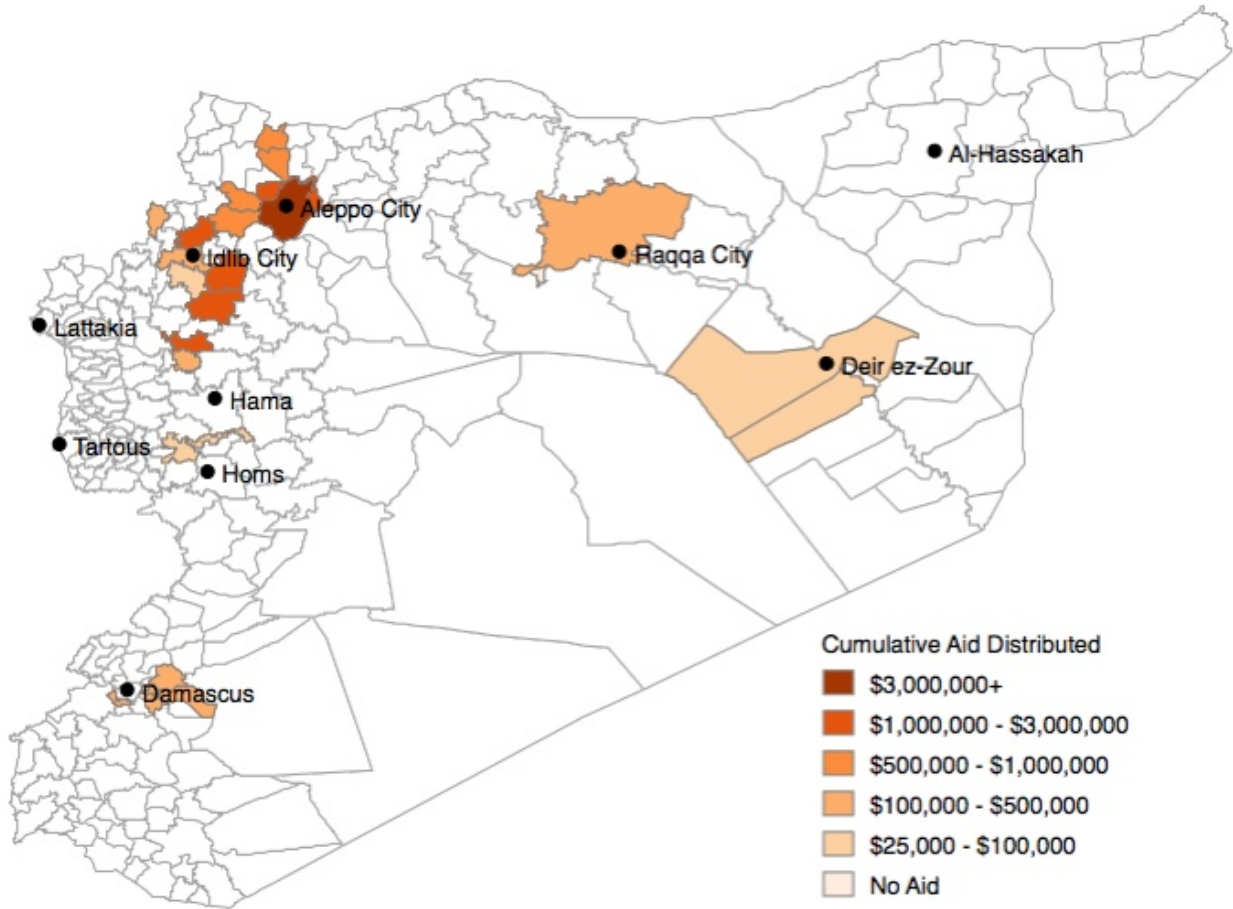 Al-Hassakah
Aleppo City
Idlib City
Raqqa City
Lattakia
Deir ez-Zour
Hama
Tartous
Homs
Damascus
Cumulative Aid Distributed
$3,000,000+
$1,000,000 - $3,000,000
$500,000 - $1,000,000
$100,000 - $500,000
$25,000 - $100,000
No Aid